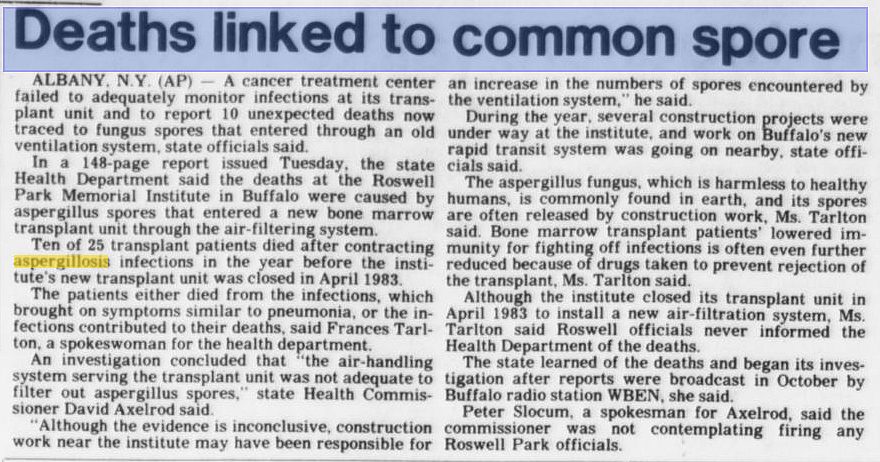 Deaths linked to common spore
ALBANY, N.Y. (AP) — A cancer treatment center
failed to adequately monitor infections at its trans-
plant unit and to report 10 unexpected deaths now
traced to fungus spores that entered through an old
ventilation system, state officials said.
In a 148-page report issued Tuesday, the state
Health Department said the deaths at the Roswell
Park Memorial Institute in Buffalo were caused by
aspergillus spores that entered a new bone marrow
transplant unit through the air-filtering system.
Ten of 25 transplant patients died after contracting
aspergillosis infections in the year before the insti-
tute's new transplant unit was closed in April 1983.
The patients either died from the infections, which
brought on symptoms similar to pneumonia, or the in-
fections contributed to their deaths, said Frances Tarl-
ton, a spokeswoman for the health department.
An investigation concluded that "the air-handling
system serving the transplant unit was not adequate to
filter out aspergillus spores," state Health Commis-
sioner David Axelrod said.
"Although the evidence is inconclusive, construction
work near the institute may have been responsible for
an increase in the numbers of spores encountered by
the ventilation system," he said.
During the year, several construction projects were
under way at the institute, and work on Buffalo's new
rapid transit system was going on nearby, state offi-
cials said.
The aspergillus fungus, which is harmless to healthy
humans, is commonly found in earth, and its spores
are often released by construction work, Ms. Tarlton
said. Bone marrow transplant patients' lowered im-
munity for fighting off infections is often even further
reduced because of drugs taken to prevent rejection of
the transplant, Ms. Tarlton said.
Although the institute closed its transplant unit in
April 1983 to install a new air-filtration system, Ms.
Tarlton said Roswell officials never informed the
Health Department of the deaths.
The state learned of the deaths and began its inves-
tigation after reports were broadcast in October by
Buffalo radio station WBEN, she said.
Peter Slocum, a spokesman for Axelrod, said the
commissioner was not contemplating firing any
Roswell Park officials.